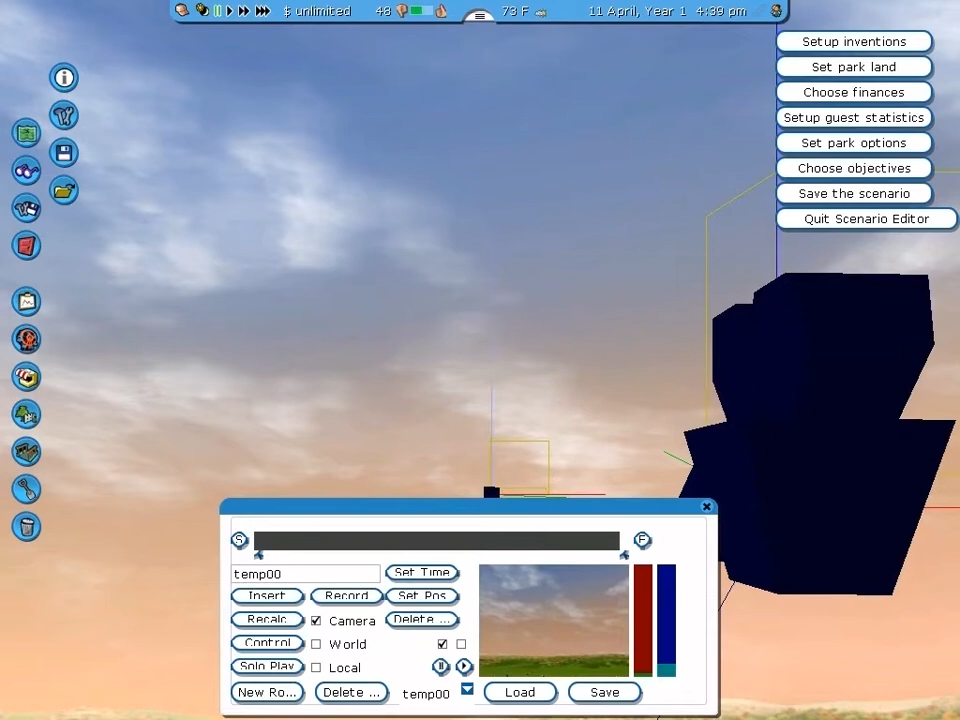 $ unlimited 48 73 F 11 April, Year 1 4:39 pm
Setup inventions
Set park land
Choose finances
Setup guest statistics
Set park options
Choose objectives
Save the scenario
Quit Scenario Editor
S F
temp00 Set Time
Insert Record Set Pos
Recalc Camera Delete ...
Control World
Solo Play Local
New Ro... Delete ... temp00 Load Save